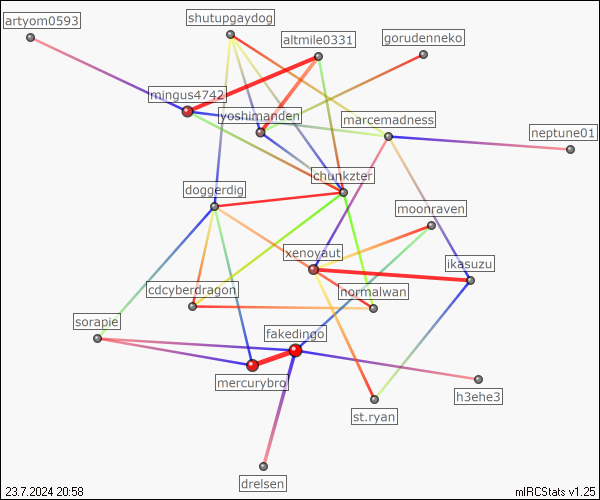 artyom0593
shutupgaydog
altmile0331
gorudenneko
mingus4742
yoshimanden
marcemadness
neptune01
chunkzter
doggerdig
moonraven
xenoyaut
ikasuzu
cdcyberdragon
normalwan
sorapie
fakedingo
mercurybro
h3ehe3
st.ryan
drelsen
23.7.2024 20:58
mIRCStats v1.25